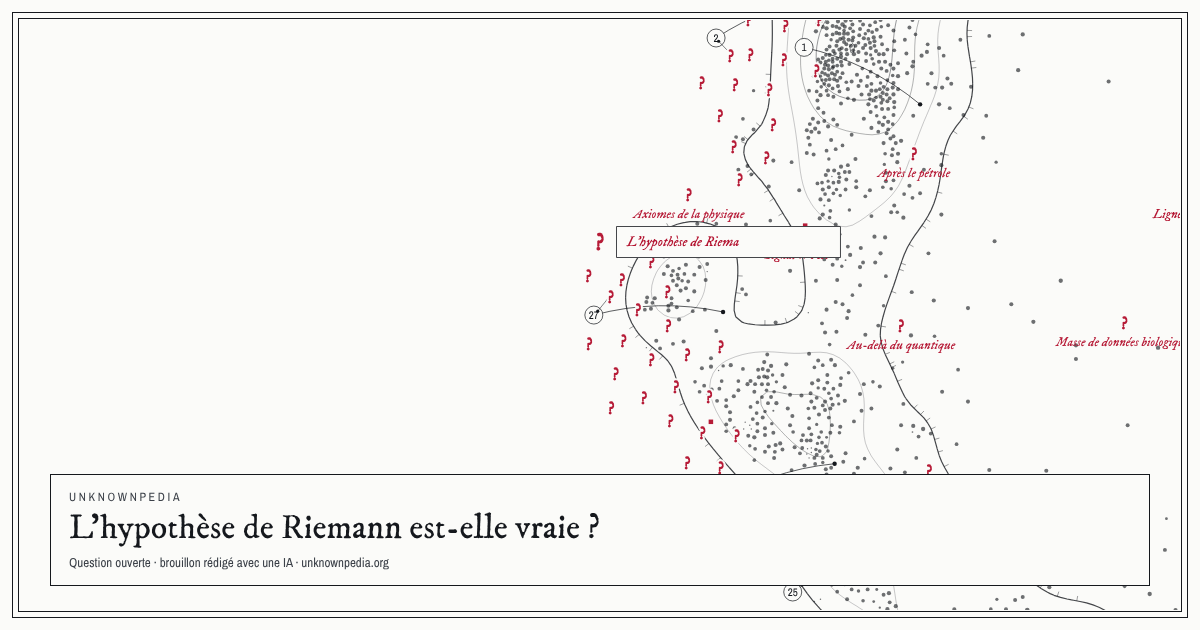 2
1
?
Après le pétrole
?
Axiomes de la physique
Ligne
?
L'hypothèse de Riema
27
?
Au-delà du quantique
?
Masse de données biologiqu
UNKNOWNPEDIA
L'hypothèse de Riemann est-elle vraie ?
Question ouverte · brouillon rédigé avec une IA · unknownpedia.org
25